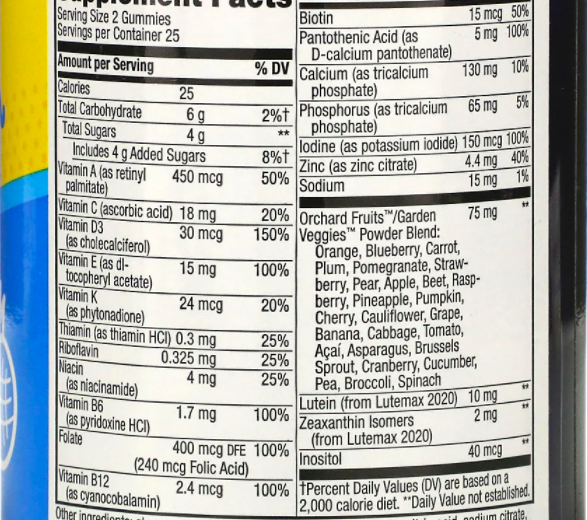 Supplement Facts
Serving Size 2 Gummies
Servings per Container 25
Amount per Serving % DV
Calories 25
Total Carbohydrate 6 g 2%†
Total Sugars 4 g **
Includes 4 g Added Sugars 8%†
Vitamin A (as retinyl palmitate) 450 mcg 50%
Vitamin C (ascorbic acid) 18 mg 20%
Vitamin D3 30 mcg 150%
(as cholecalciferol)
Vitamin E (as dl- 15 mg 100%
tocopheryl acetate)
Vitamin K 24 mcg 20%
(as phytonadione)
Thiamin (as thiamin HCl) 0.3 mg 25%
Riboflavin 0.325 mg 25%
Niacin 4 mg 25%
(as niacinamide)
Vitamin B6 1.7 mg 100%
(as pyridoxine HCl)
Folate 400 mcg DFE 100%
(240 mcg Folic Acid)
Vitamin B12 2.4 mcg 100%
(as cyanocobalamin)
Biotin 15 mcg 50%
Pantothenic Acid (as 5 mg 100%
D-calcium pantothenate)
Calcium (as tricalcium 130 mg 10%
phosphate)
Phosphorus (as tricalcium 65 mg 5%
phosphate)
Iodine (as potassium iodide) 150 mcg 100%
Zinc (as zinc citrate) 4.4 mg 40%
Sodium 15 mg 1%
Orchard Fruits™/Garden 75 mg **
Veggies™ Powder Blend:
Orange, Blueberry, Carrot,
Plum, Pomegranate, Straw-
berry, Pear, Apple, Beet, Rasp-
berry, Pineapple, Pumpkin,
Cherry, Cauliflower, Grape,
Banana, Cabbage, Tomato,
Açaí, Asparagus, Brussels
Sprout, Cranberry, Cucumber,
Pea, Broccoli, Spinach
Lutein (from Lutemax 2020) 10 mg **
Zeaxanthin Isomers 2 mg **
(from Lutemax 2020)
Inositol 40 mcg **
†Percent Daily Values (DV) are based on a
2,000 calorie diet. **Daily Value not established.
Other ingredients: acid, sodium citrate,